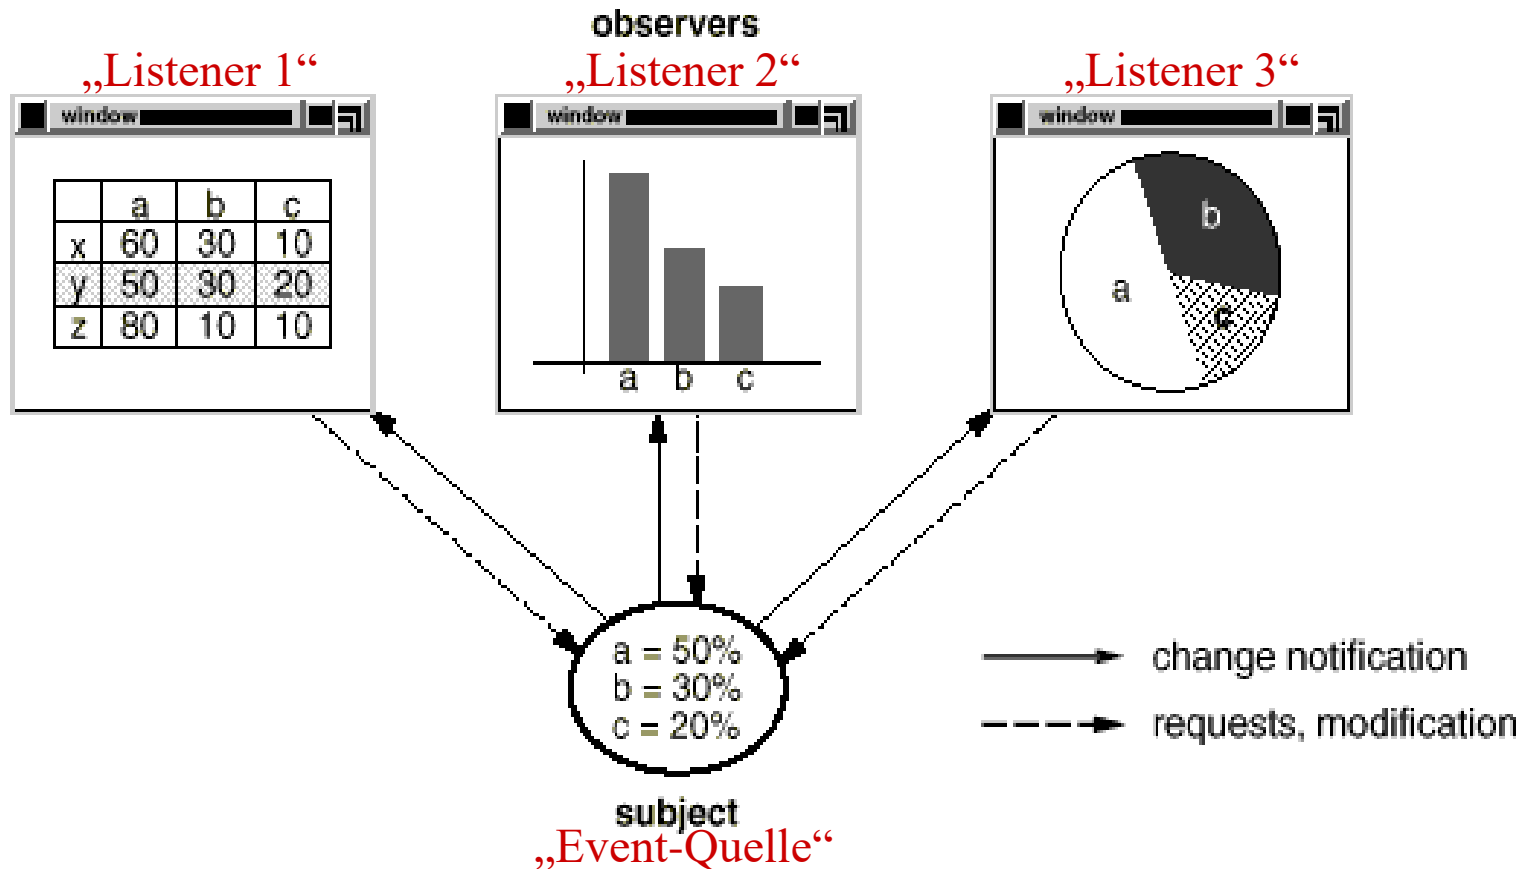 observers
„Listener 1“
„Listener 2“
„Listener 3“
window
a b c
x 60 30 10
y 50 30 20
z 80 10 10
window
a b c
window
a
b
c
a = 50%
b = 30%
c = 20%
subject
„Event-Quelle“
change notification
requests, modification